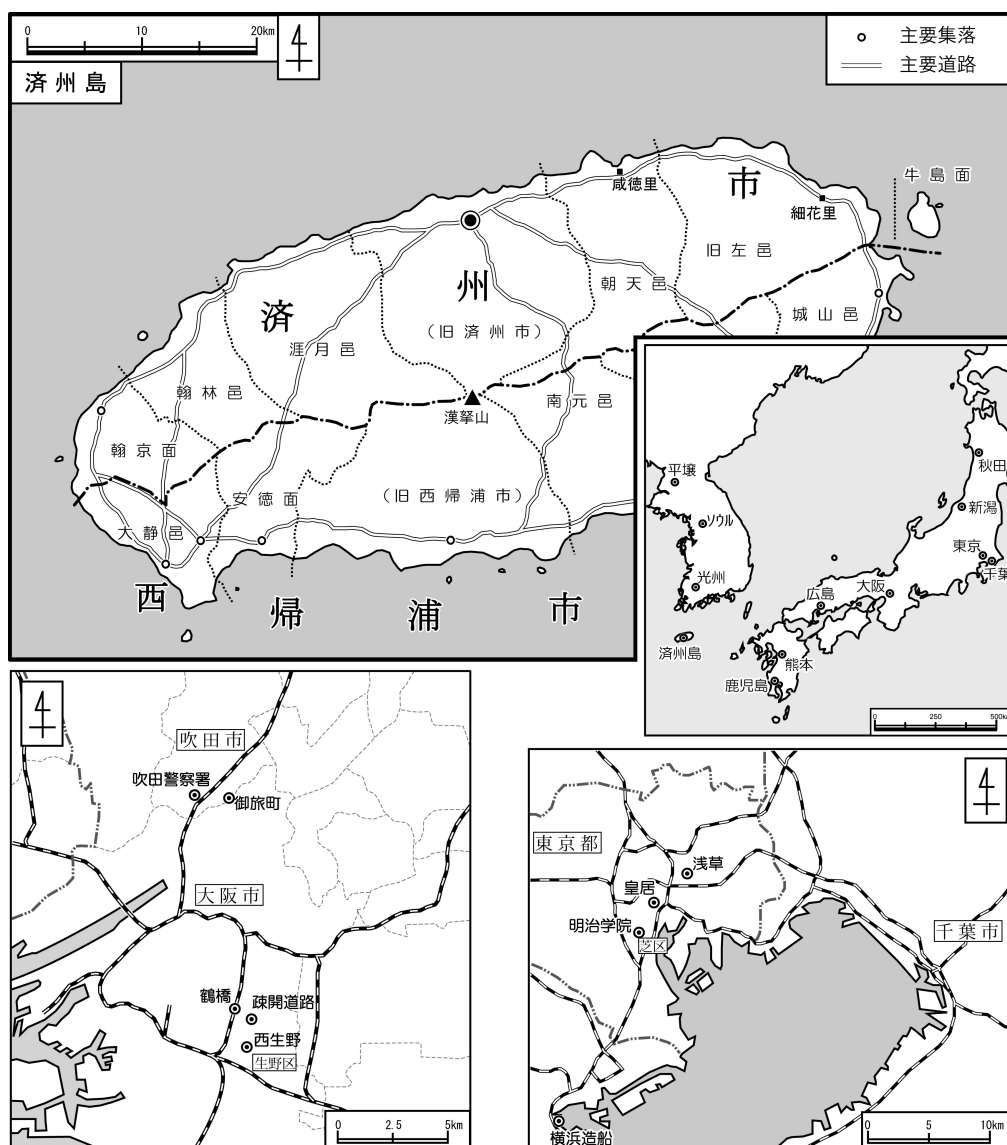 0 20km
4
済州島
主要集落
主要道路
咸徳里
市
牛島面
細花里
旧左邑
朝天邑
州
済
城山邑
(旧済州市)
涯月邑
翰林邑
南元邑
漢拏山
翰京面
(旧西帰浦市)
安徳面
大静邑
西
帰
浦
市
平壌
ソウル
光州
済州島
秋田
新潟
東京
千葉
大阪
広島
熊本
鹿児島
0 250 500km
4
吹田市
吹田警察署
御旅町
大阪市
鶴橋
疎開道路
西生野
生野区
0 2.5 5km
4
東京都
浅草
皇居
明治学院
芝区
千葉市
横浜造船
0 5 10km